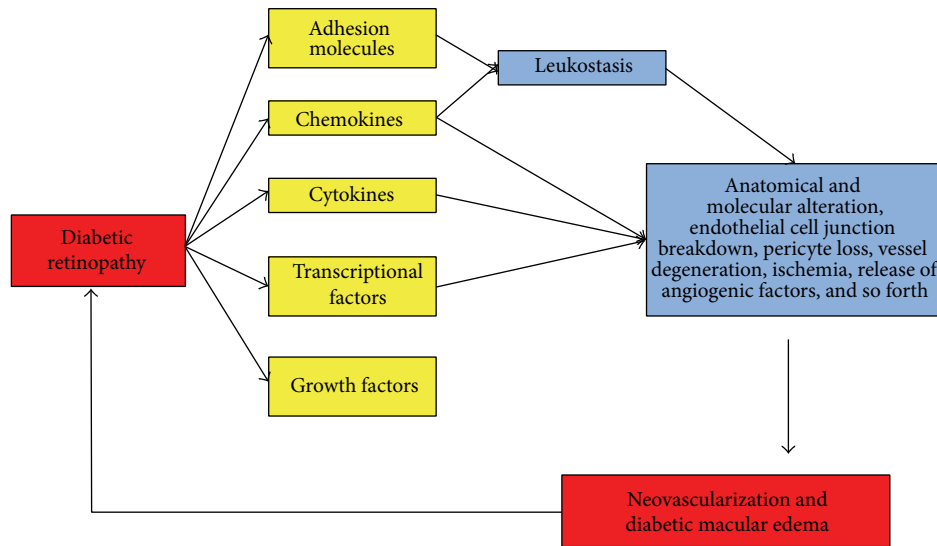 Adhesion
molecules
Leukostasis
Chemokines
Cytokines
Diabetic
retinopathy
Transcriptional
factors
Growth factors
Anatomical and
molecular alteration,
endothelial cell junction
breakdown, pericyte loss, vessel
degeneration, ischemia, release of
angiogenic factors, and so forth
Neovascularization and
diabetic macular edema